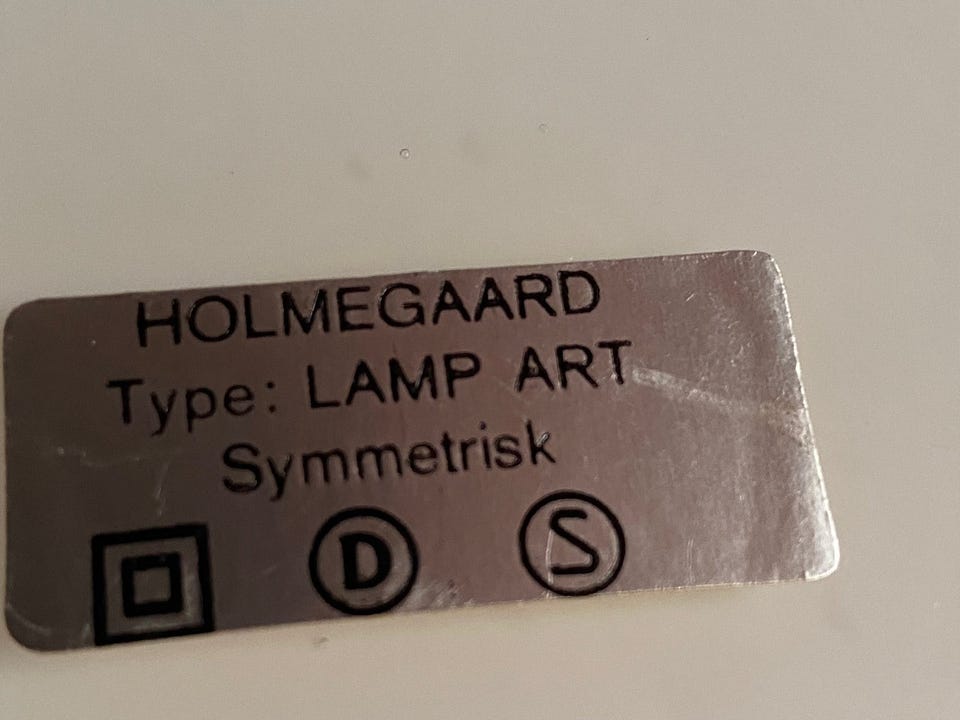 HOLMEGAARD
Type: LAMP ART
Symmetrisk
D S